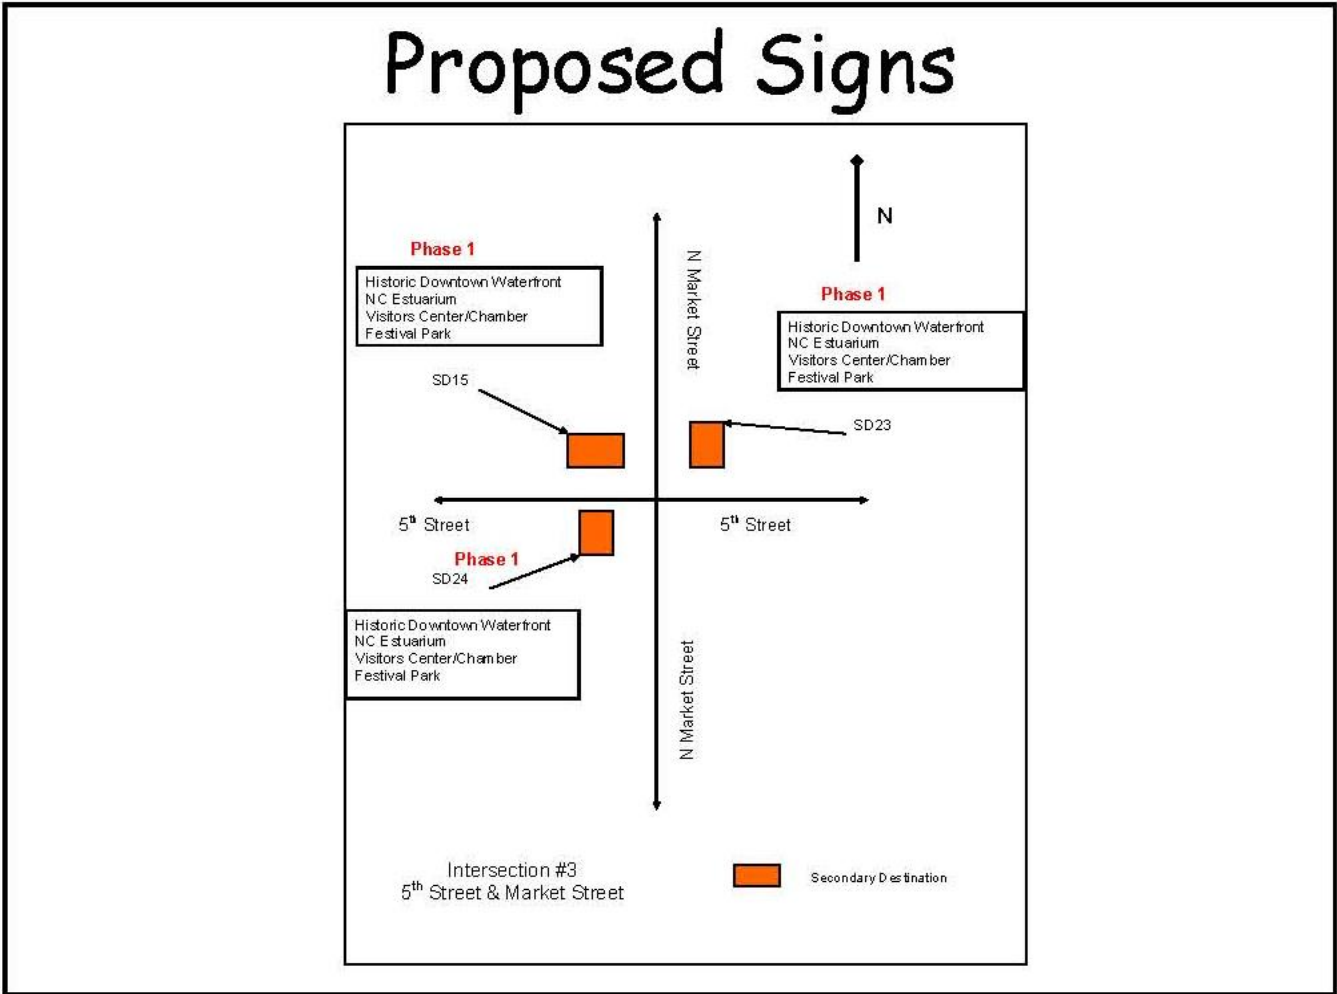 Proposed Signs
N
Phase 1
Historic Downtown Waterfront
NC Estuarium
Visitors Center/Chamber
Festival Park
N Market Street
Phase 1
Historic Downtown Waterfront
NC Estuarium
Visitors Center/Chamber
Festival Park
SD15
SD23
5th Street
5th Street
Phase 1
SD24
Historic Downtown Waterfront
NC Estuarium
Visitors Center/Chamber
Festival Park
N Market Street
Intersection #3
5th Street & Market Street
Secondary Destination